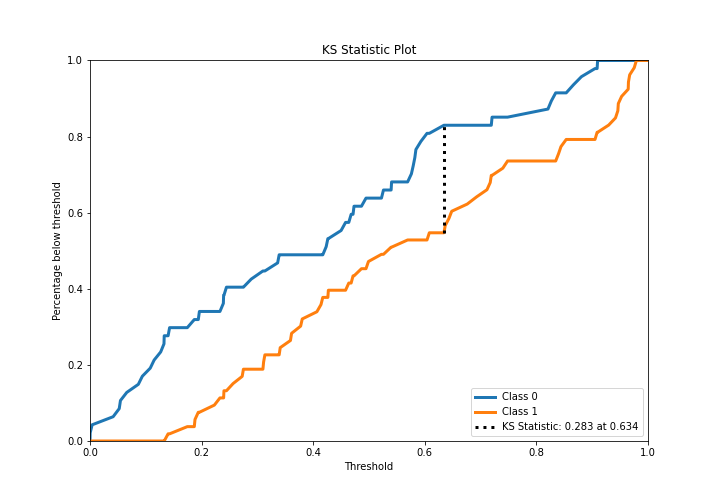 KS Statistic Plot
1.0
0.8
0.6
0.4
0.2
0.0
Percentage below threshold
0.0 0.2 0.4 0.6 0.8 1.0
Threshold
Class 0
Class 1
KS Statistic: 0.283 at 0.634